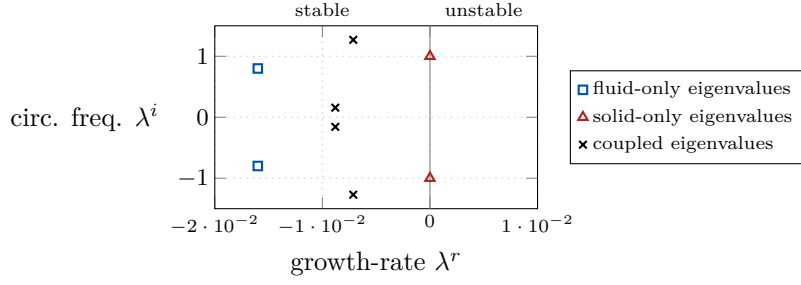 stable unstable
1
0
−1
circ. freq. λ^i
−2 · 10^−2 −1 · 10^−2 0 1 · 10^−2
growth-rate λ^r
fluid-only eigenvalues
solid-only eigenvalues
coupled eigenvalues